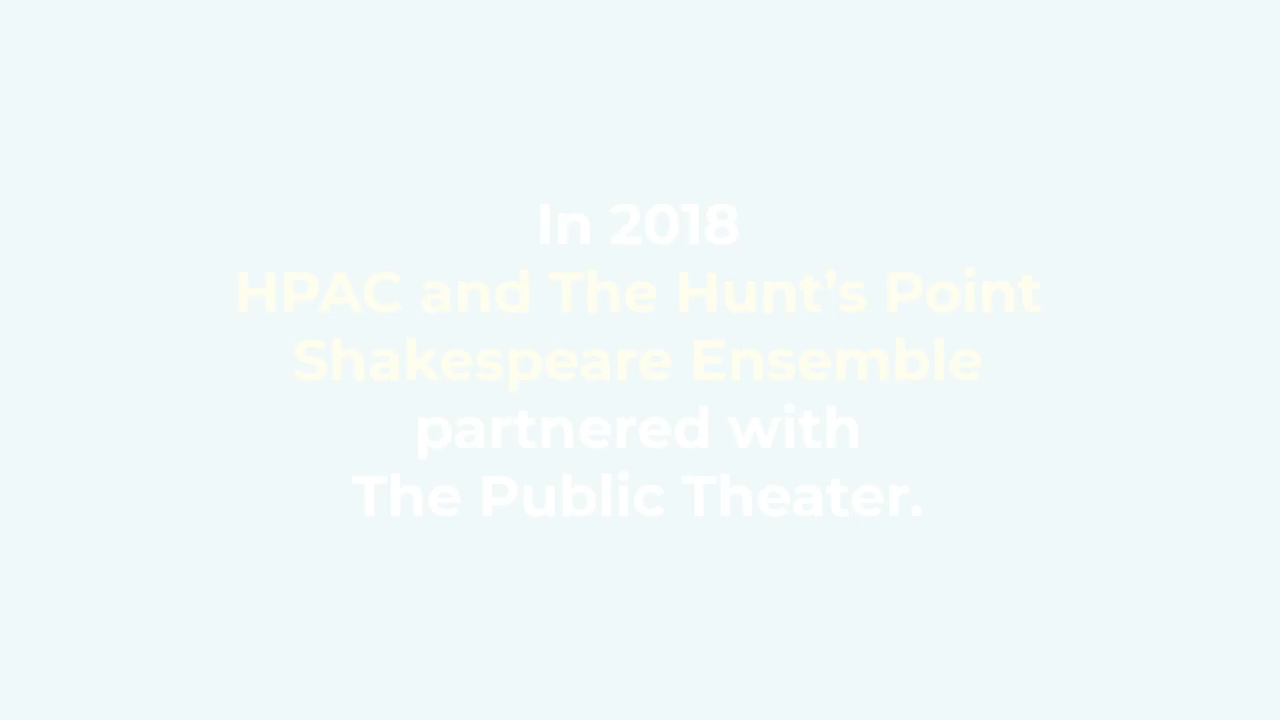 In 2018
HPAC and The Hunt’s Point
Shakespeare Ensemble
partnered with
The Public Theater.